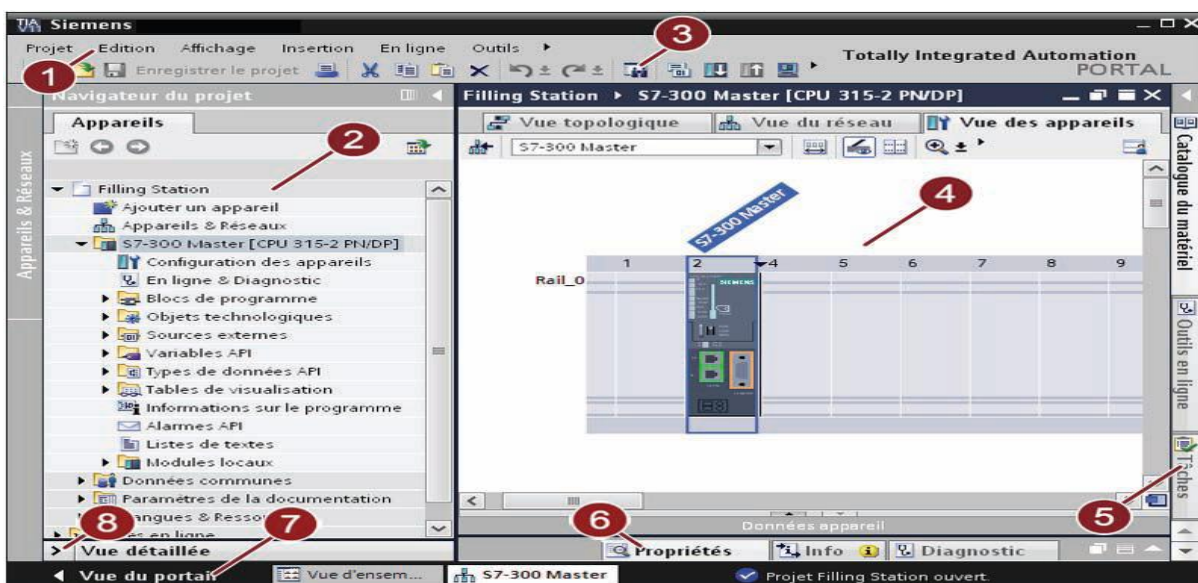 TIA Siemens
Projet Edition Affichage Insertion En ligne Outils
3
Totally Integrated Automation
PORTAL
1
Enregistrer le projet
Navigateur du projet
Filling Station S7-300 Master [CPU 315-2 PN/DP]
Appareils
Vue topologique Vue du réseau Vue des appareils
2
S7-300 Master
Appareils & Réseaux
Filling Station
Ajouter un appareil
Appareils & Réseaux
S7-300 Master [CPU 315-2 PN/DP]
Configuration des appareils
En ligne & Diagnostic
Blocs de programme
Objets technologiques
Sources externes
Variables API
Types de données API
Tables de visualisation
Informations sur le programme
Alarmes API
Listes de textes
Modules locaux
Données communes
Paramètres de la documentation
8
7
Vue détaillée
4
S7-300 Master
1 2 4 5 6 7 8 9
Rail_0
SIEMENS
Catalogue du matériel
Outils en ligne
Tâches
5
6
Données appareil
Propriétés Info Diagnostic
Vue du portail Vue d'ensem... S7-300 Master Projet Filling Station ouvert.